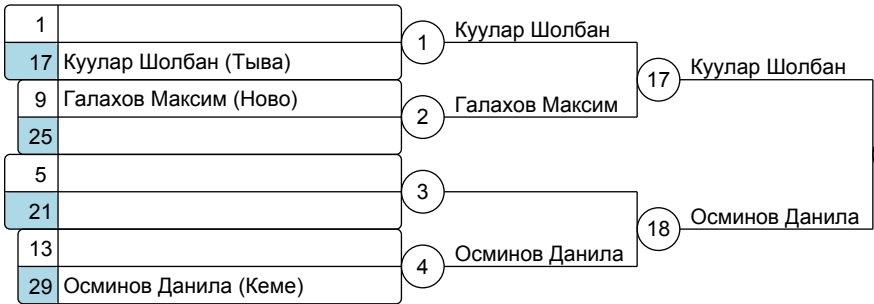 1
17 Куулар Шолбан (Тыва)
9 Галахов Максим (Ново)
25
5
21
13
29 Осминов Данила (Кеме)
1 Куулар Шолбан
2 Галахов Максим
3
4 Осминов Данила
17 Куулар Шолбан
18 Осминов Данила